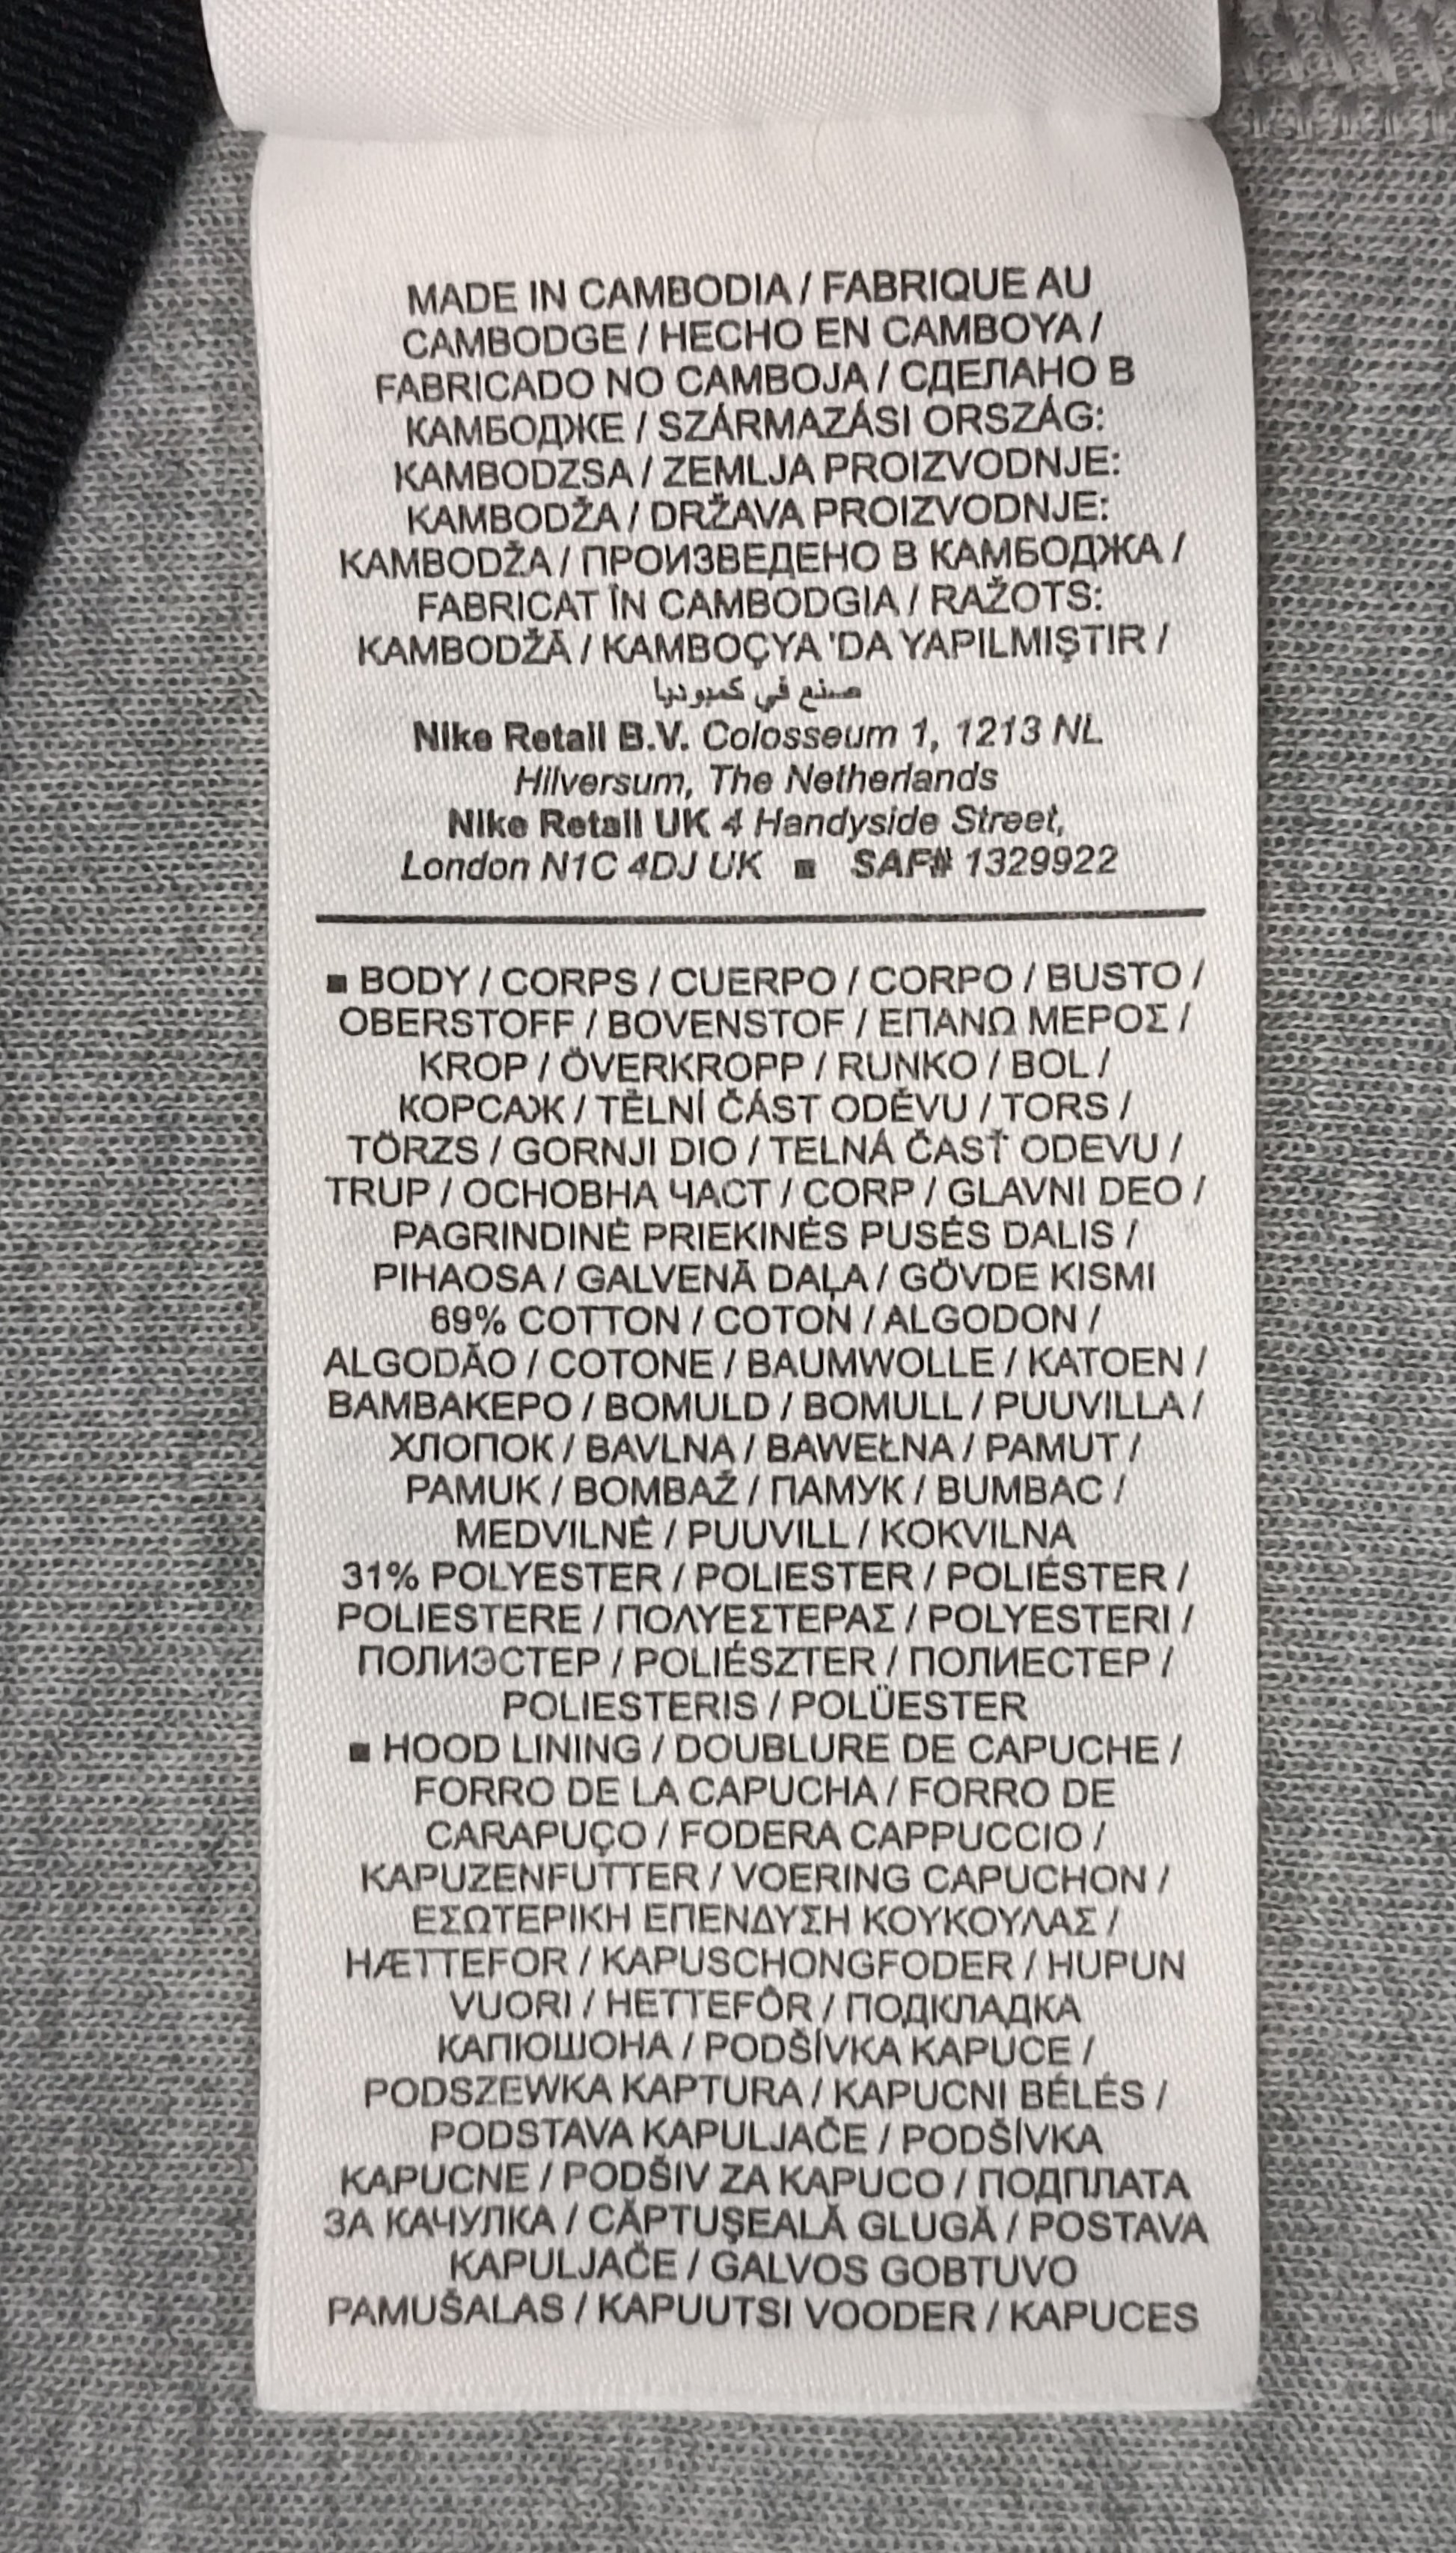 MADE IN CAMBODIA / FABRIQUE AU
CAMBODGE / HECHO EN CAMBOYA /
FABRICADO NO CAMBOJA / СДЕЛАНО В
КАМБОДЖЕ / SZÁRMAZÁSI ORSZÁG:
KAMBODZSA / ZEMLJA PROIZVODNJE:
KAMBODŽA / DRŽAVA PROIZVODNJE:
KAMBODŽA / ПРОИЗВЕДЕНО В КАМБОДЖА /
FABRICAT ÎN CAMBODGIA / RAŽOTS:
KAMBODŽĀ / KAMBOÇYA 'DA YAPILMIŞTIR /
صنع في كمبوديا
Nike Retail B.V. Colosseum 1, 1213 NL
Hilversum, The Netherlands
Nike Retail UK 4 Handyside Street,
London N1C 4DJ UK ■ SAF# 1329922
■ BODY / CORPS / CUERPO / CORPO / BUSTO /
OBERSTOFF / BOVENSTOF / ΕΠΑΝΩ ΜΕΡΟΣ /
KROP / ÖVERKROPP / RUNKO / BOL /
КОРСАЖ / TĚLNÍ ČÁST ODĚVU / TORS /
TÖRZS / GORNJI DIO / TELNÁ ČASŤ ODEVU /
TRUP / ОСНОВНА ЧАСТ / CORP / GLAVNI DEO /
PAGRINDINĖ PRIEKINĖS PUSĖS DALIS /
PIHAOSA / GALVENĀ DAĻA / GÖVDE KISMI
69% COTTON / COTON / ALGODON /
ALGODÃO / COTONE / BAUMWOLLE / KATOEN /
ΒΑΜΒΑΚΕΡΟ / BOMULD / BOMULL / PUUVILLA /
ХЛОПОК / BAVLNA / BAWEŁNA / PAMUT /
PAMUK / BOMBAŽ / ПАМУК / BUMBAC /
MEDVILNĖ / PUUVILL / KOKVILNA
31% POLYESTER / POLIESTER / POLIÉSTER /
POLIESTERE / ΠΟΛΥΕΣΤΕΡΑΣ / POLYESTERI /
ПОЛИЭСТЕР / POLIÉSZTER / ПОЛИЕСТЕР /
POLIESTERIS / POLÜESTER
■ HOOD LINING / DOUBLURE DE CAPUCHE /
FORRO DE LA CAPUCHA / FORRO DE
CARAPUÇO / FODERA CAPPUCCIO /
KAPUZENFUTTER / VOERING CAPUCHON /
ΕΣΩΤΕΡΙΚΗ ΕΠΕΝΔΥΣΗ ΚΟΥΚΟΥΛΑΣ /
HÆTTEFOR / KAPUSCHONGFODER / HUPUN
VUORI / HETTEFÔR / ПОДКЛАДКА
КАПЮШОНА / PODŠÍVKA KAPUCE /
PODSZEWKA KAPTURA / KAPUCNI BÉLÉS /
PODSTAVA KAPULJAČE / PODŠÍVKA
KAPUCNE / PODŠIV ZA KAPUCO / ПОДПЛАТА
ЗА КАЧУЛКА / CĂPTUŞEALĂ GLUGĂ / POSTAVA
KAPULJAČE / GALVOS GOBTUVO
PAMUŠALAS / KAPUUTSI VOODER / KAPUCES